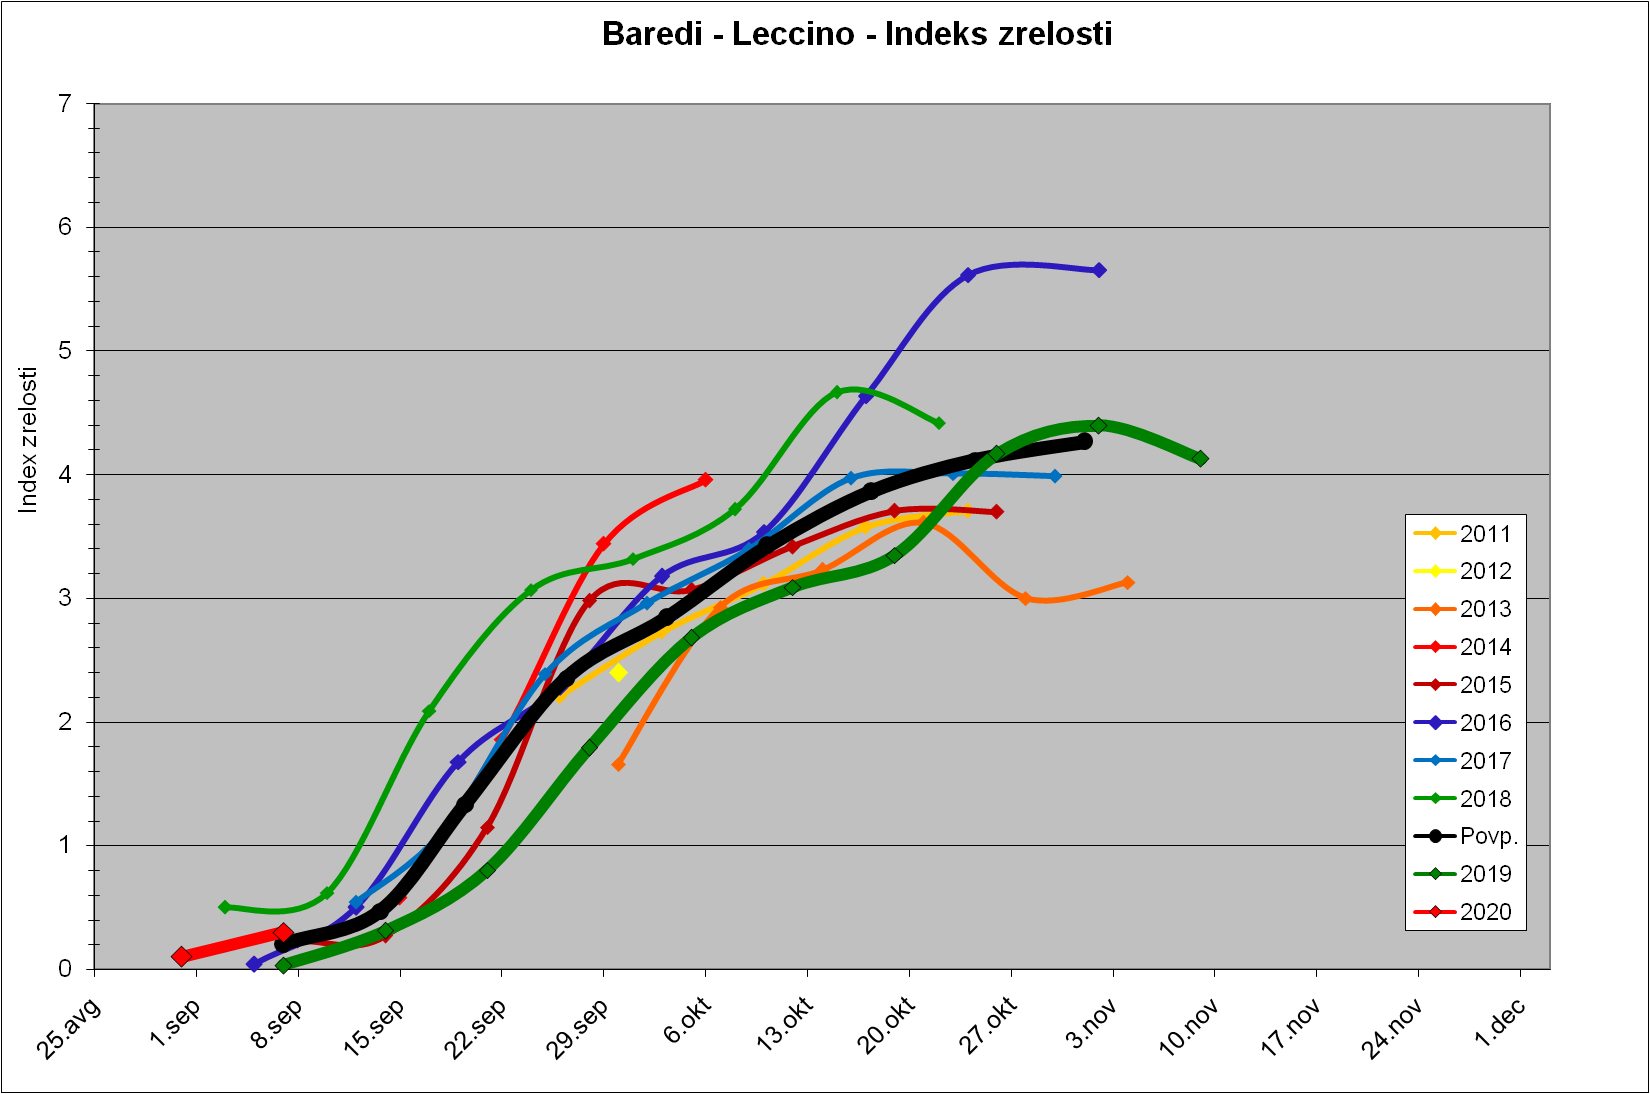 Baredi - Leccino - Indeks zrelosti
Index zrelosti
7
6
5
4
3
2
1
0
25.avg
1.sep
8.sep
15.sep
22.sep
29.sep
6.okt
13.okt
20.okt
27.okt
3.nov
10.nov
17.nov
24.nov
1.dec
2011
2012
2013
2014
2015
2016
2017
2018
Povp.
2019
2020